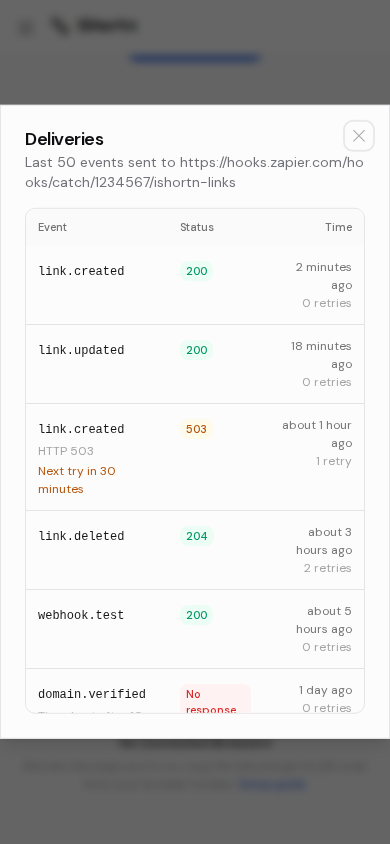 Deliveries
Last 50 events sent to https://hooks.zapier.com/ho
oks/catch/1234567/ishortn-links
Event Status Time
link.created 200 2 minutes
ago
0 retries
link.updated 200 18 minutes
ago
0 retries
link.created 503 about 1 hour
ago
HTTP 503 1 retry
Next try in 30
minutes
link.deleted 204 about 3
hours ago
2 retries
webhook.test 200 about 5
hours ago
0 retries
domain.verified No 1 day ago
response 0 retries